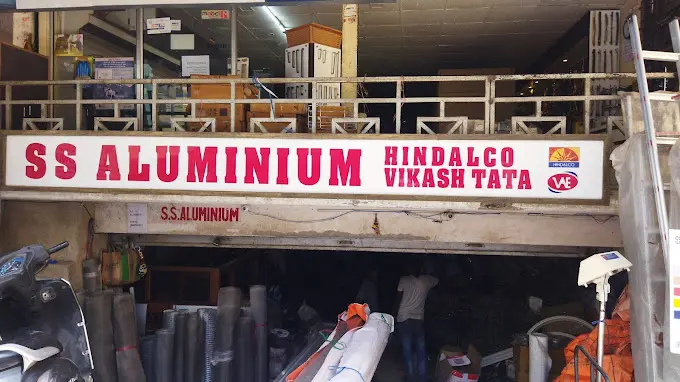 SS ALUMINIUM
HINDALCO
VIKASH TATA
HINDALCO
VAE
S.S.ALUMINIUM